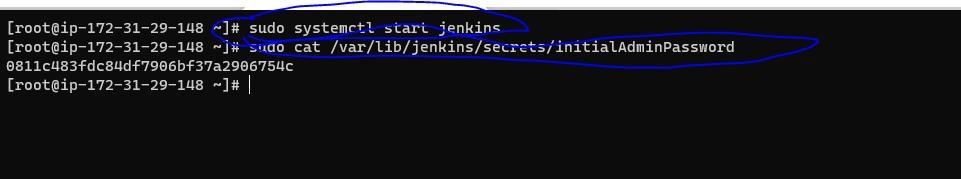 [root@ip-172-31-29-148 ~]# sudo systemctl start jenkins
[root@ip-172-31-29-148 ~]# sudo cat /var/lib/jenkins/secrets/initialAdminPassword
0811c483fdc84df7906bf37a2906754c
[root@ip-172-31-29-148 ~]#